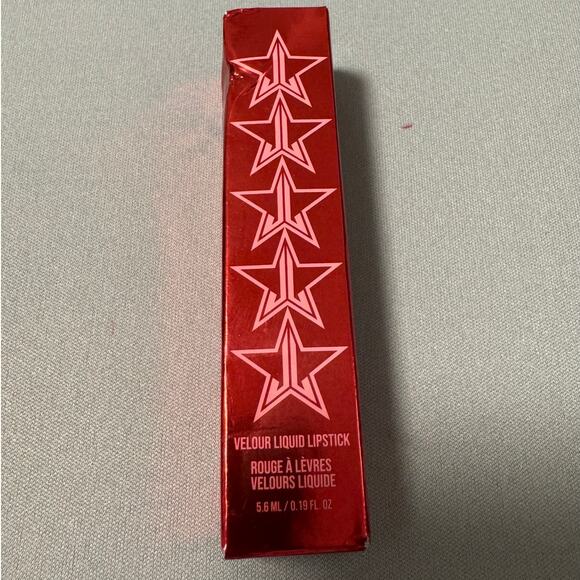 VELOUR LIQUID LIPSTICK
ROUGE À LÈVRES
VELOURS LIQUIDE
5.6 ML / 0.19 FL. OZ